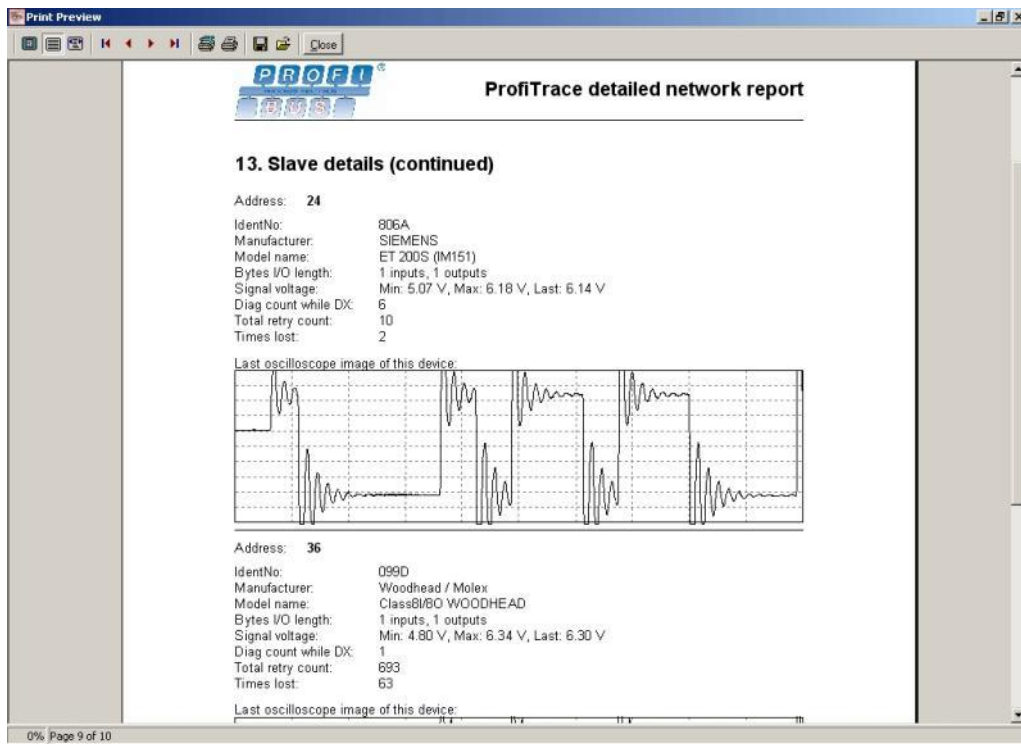 Print Preview
Close
PROFI®
BUS
ProfiTrace detailed network report
13. Slave details (continued)
Address: 24
IdentNo: 806A
Manufacturer: SIEMENS
Model name: ET 200S (IM151)
Bytes I/O length: 1 inputs, 1 outputs
Signal voltage: Min: 5.07 V, Max: 6.18 V, Last: 6.14 V
Diag count while DX: 6
Total retry count: 10
Times lost: 2
Last oscilloscope image of this device:
Address: 36
IdentNo: 099D
Manufacturer: Woodhead / Molex
Model name: Class8I/8O WOODHEAD
Bytes I/O length: 1 inputs, 1 outputs
Signal voltage: Min: 4.80 V, Max: 6.34 V, Last: 6.30 V
Diag count while DX: 1
Total retry count: 693
Times lost: 63
Last oscilloscope image of this device:
0% Page 9 of 10